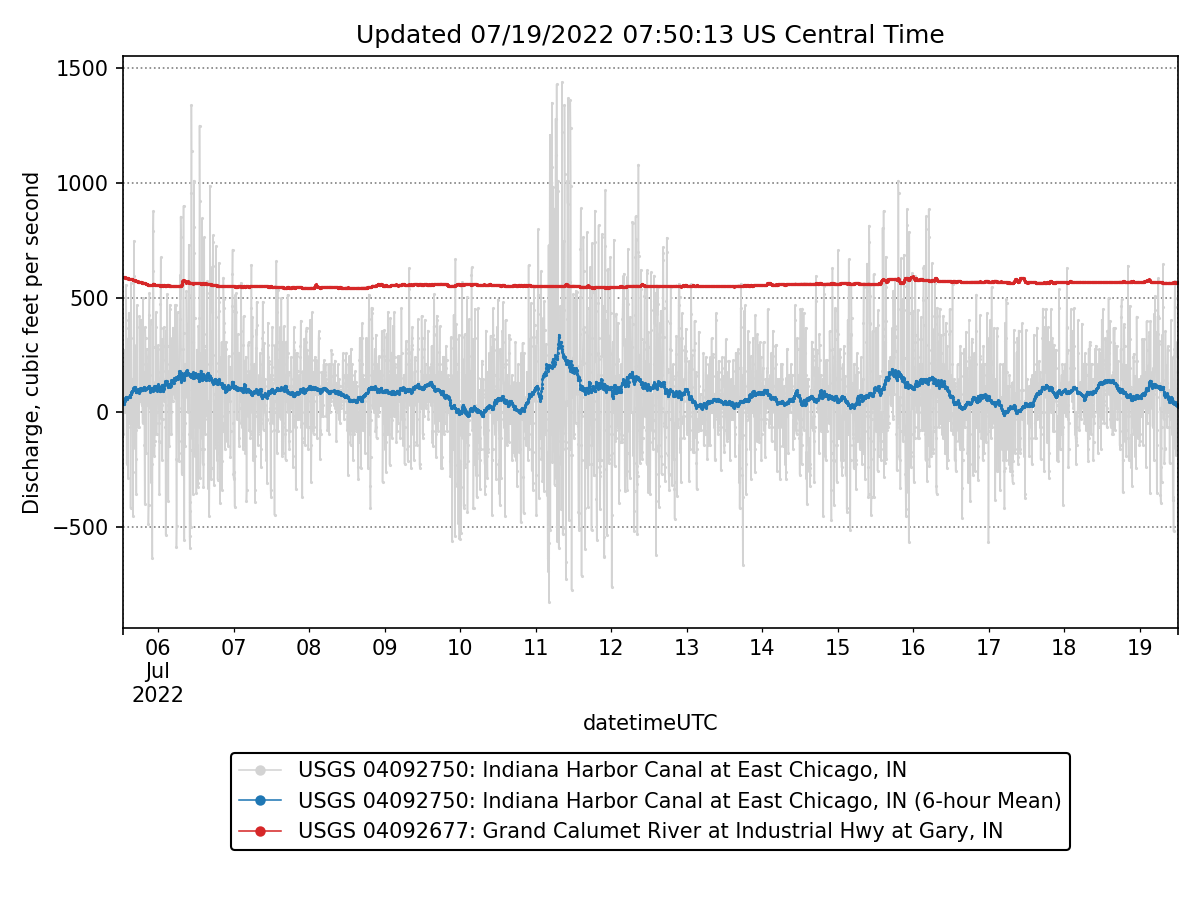 Updated 07/19/2022 07:50:13 US Central Time
Discharge, cubic feet per second
1500
1000
500
0
−500
06 07 08 09 10 11 12 13 14 15 16 17 18 19
Jul
2022
datetimeUTC
USGS 04092750: Indiana Harbor Canal at East Chicago, IN
USGS 04092750: Indiana Harbor Canal at East Chicago, IN (6-hour Mean)
USGS 04092677: Grand Calumet River at Industrial Hwy at Gary, IN